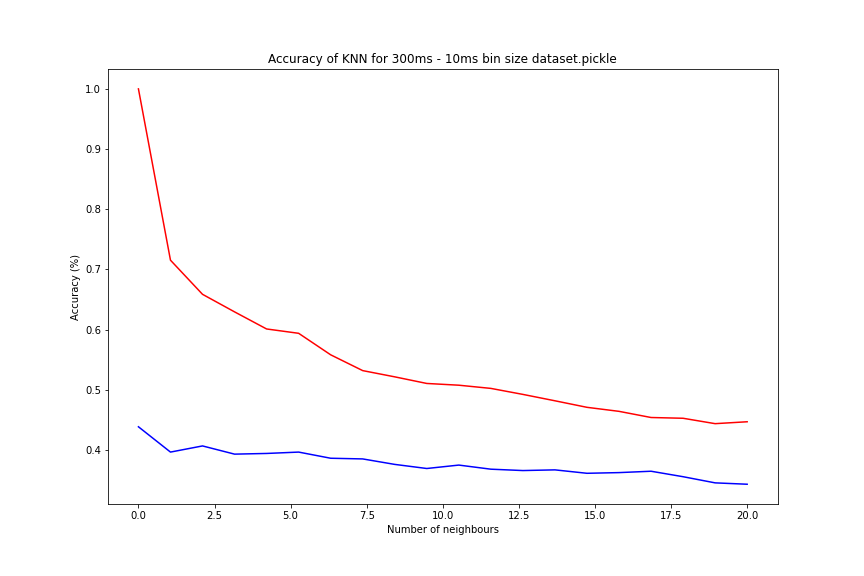 Accuracy of KNN for 300ms - 10ms bin size dataset.pickle
1.0
0.9
0.8
0.7
0.6
0.5
0.4
Accuracy (%)
0.0 2.5 5.0 7.5 10.0 12.5 15.0 17.5 20.0
Number of neighbours